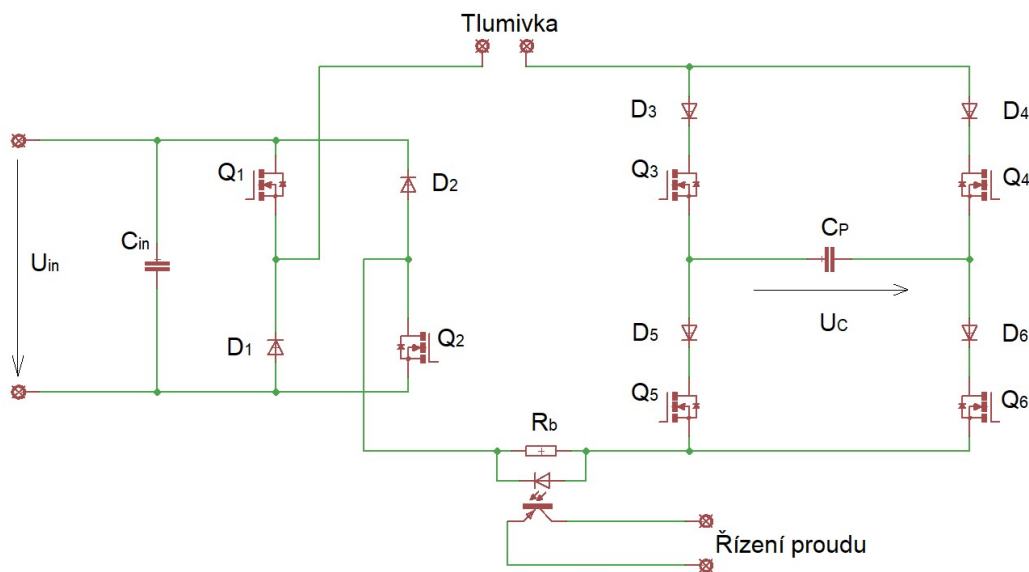 Tlumivka
D3
D4
Q1
D2
Q3
Q4
Cin
CP
Uin
UC
D1
Q2
D5
D6
Q5
Q6
Rb
Řízení proudu